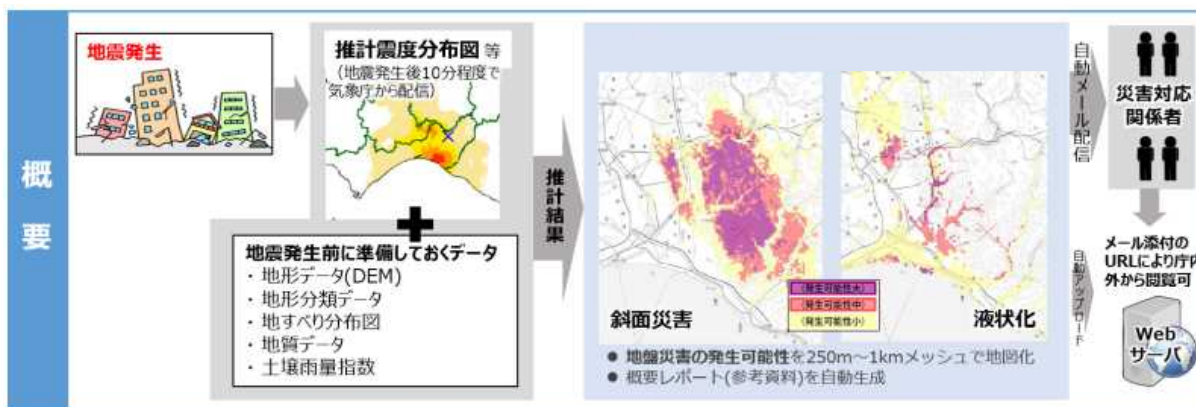 概要
地震発生
推計震度分布図 等
（地震発生後10分程度で
気象庁から配信）
地震発生前に準備しておくデータ
・ 地形データ(DEM)
・ 地形分類データ
・ 地すべり分布図
・ 地質データ
・ 土壌雨量指数
推計結果
斜面災害
（発生可能性大）
（発生可能性中）
（発生可能性小）
液状化
● 地盤災害の発生可能性を250m～1kmメッシュで地図化
● 概要レポート(参考資料)を自動生成
自動メール配信
災害対応
関係者
自動アップロード
メール添付の
URLにより庁内
外から閲覧可
Web
サーバ